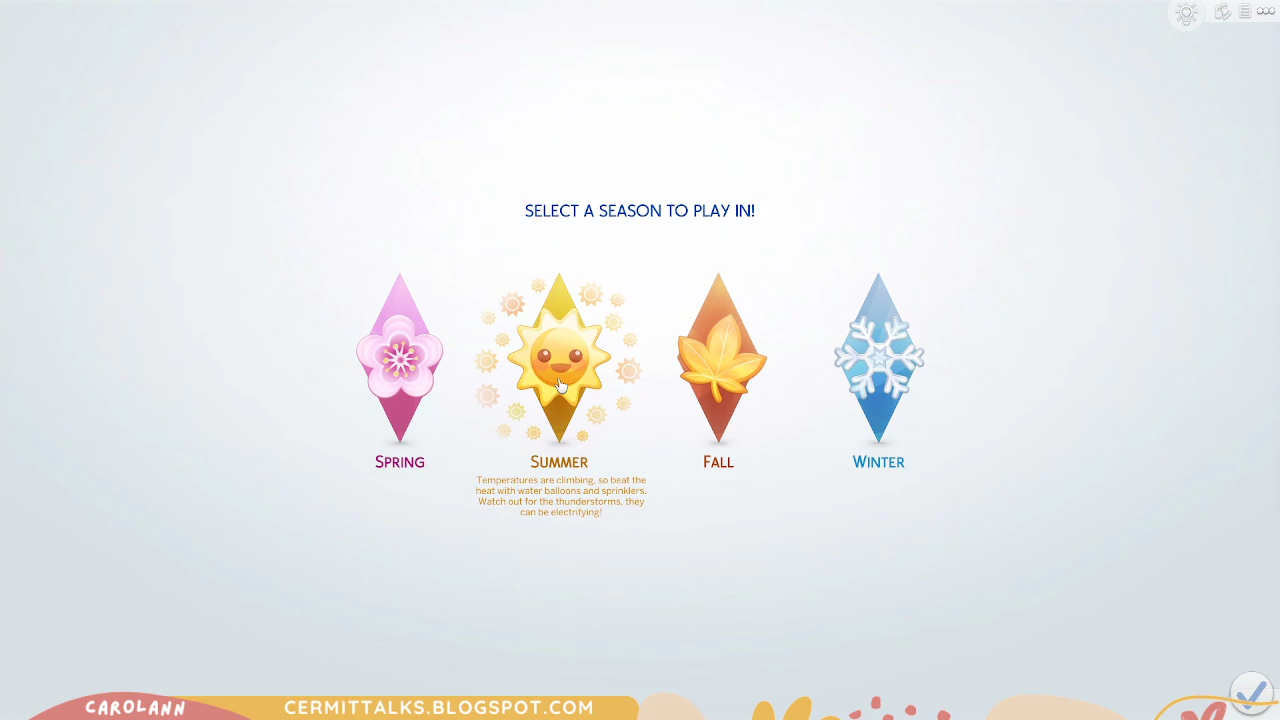 SELECT A SEASON TO PLAY IN!
SPRING
SUMMER
FALL
WINTER
Temperatures are climbing, so beat the
heat with water balloons and sprinklers.
Watch out for the thunderstorms, they
can be electrifying!
CAROLANN
CERMITTALKS.BLOGSPOT.COM